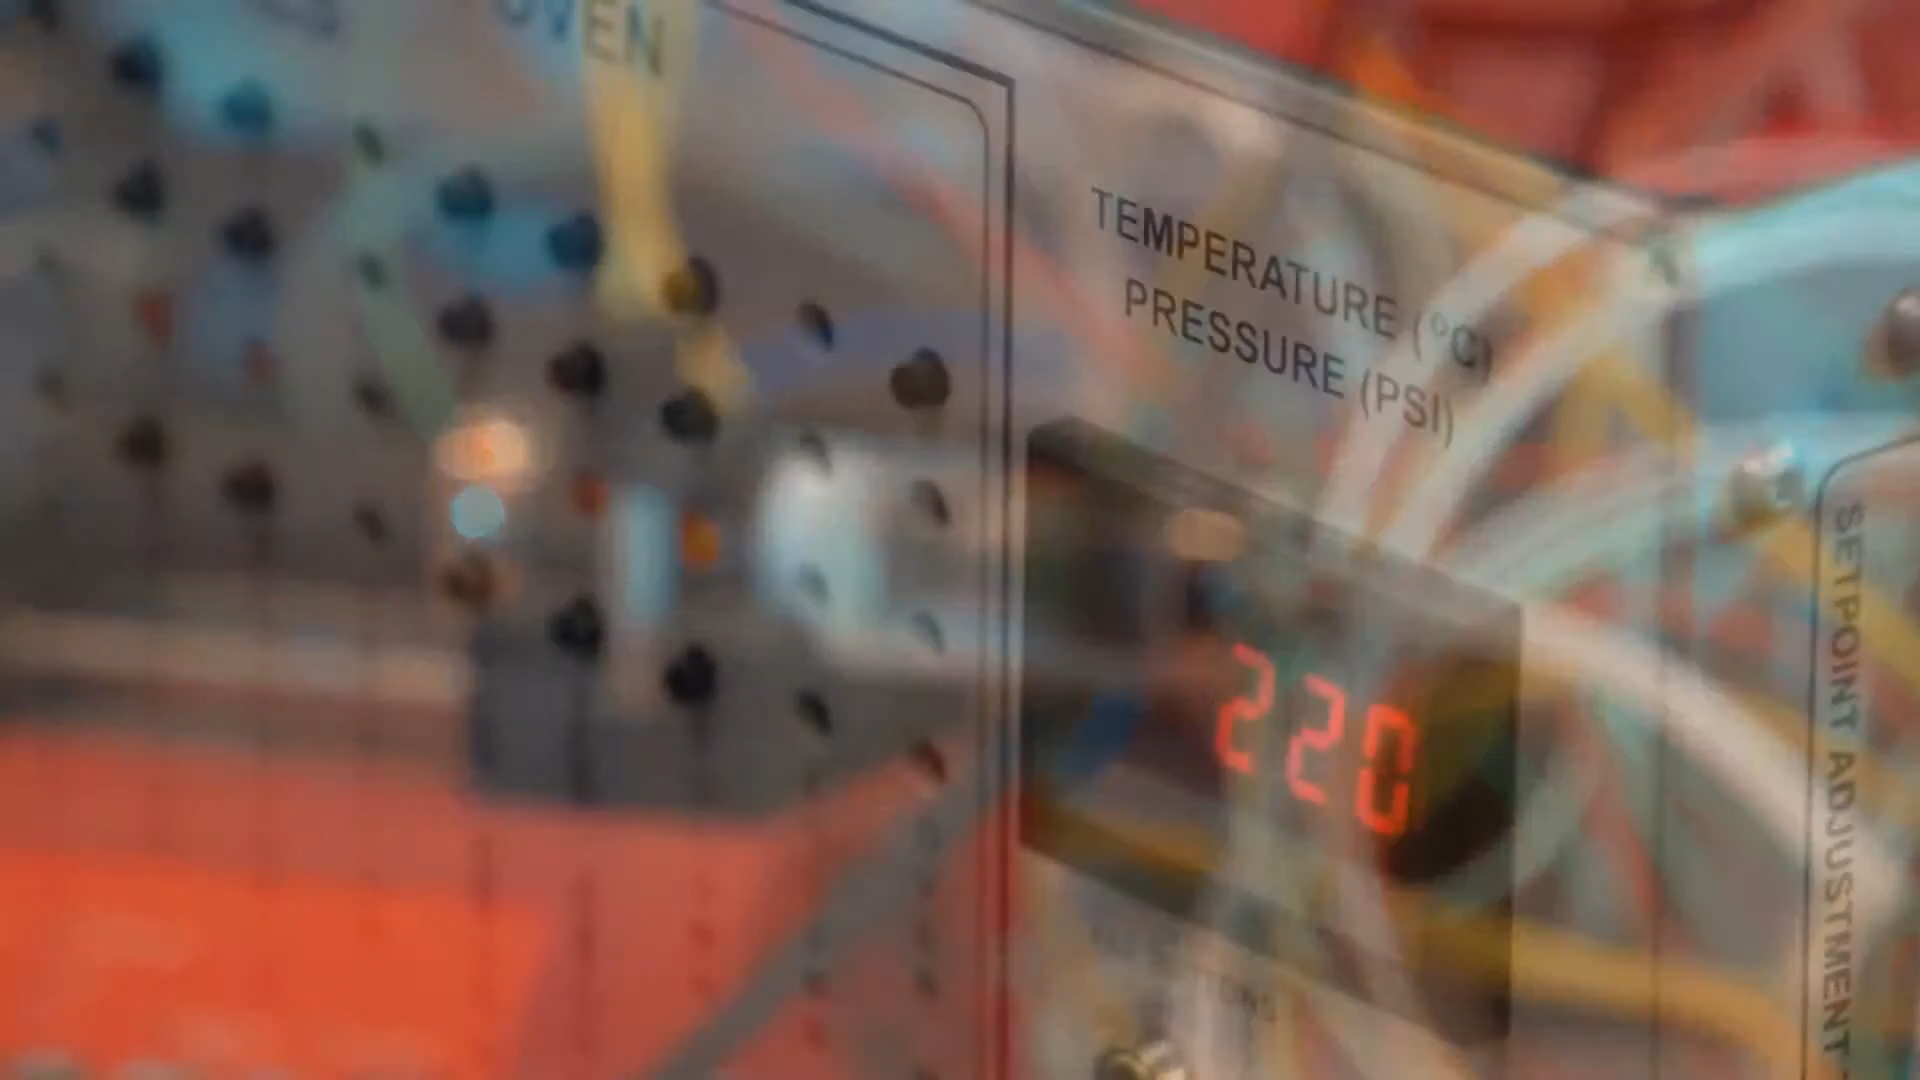 OVEN
TEMPERATURE (°C)
PRESSURE (PSI)
220
SETPOINT ADJUSTMENT